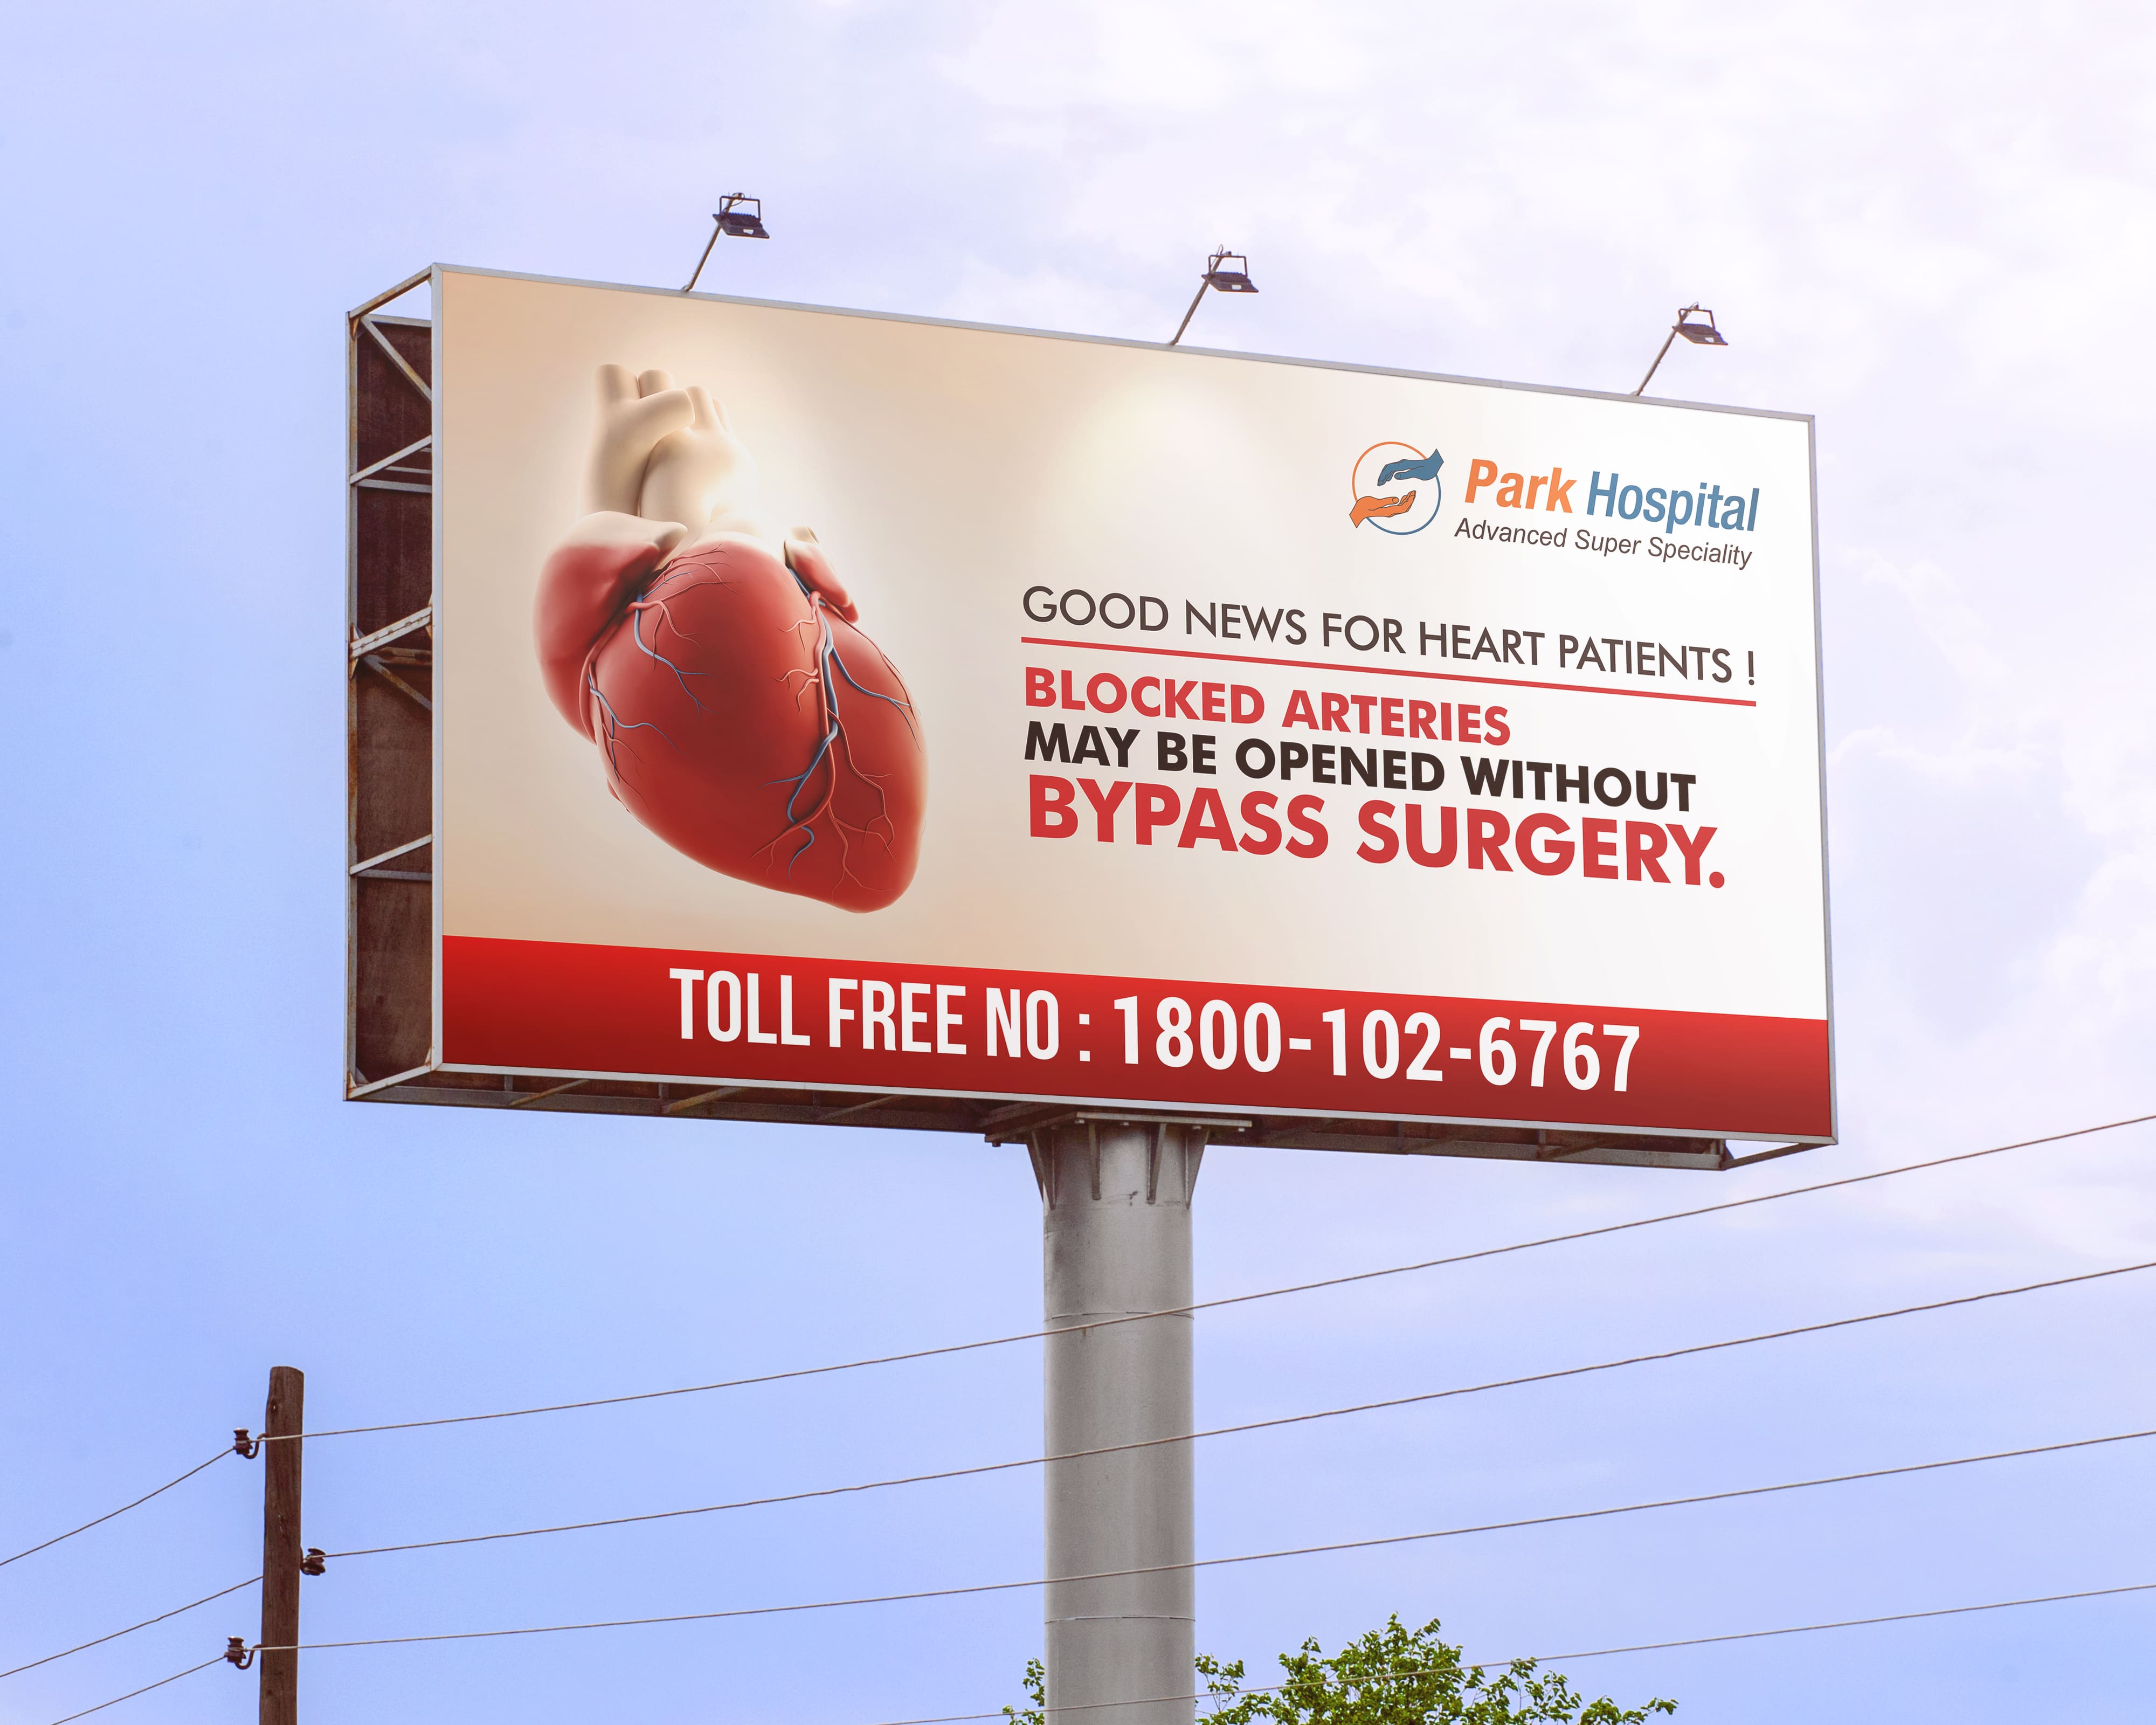 Park Hospital
Advanced Super Speciality
GOOD NEWS FOR HEART PATIENTS !
BLOCKED ARTERIES
MAY BE OPENED WITHOUT
BYPASS SURGERY.
TOLL FREE NO : 1800-102-6767